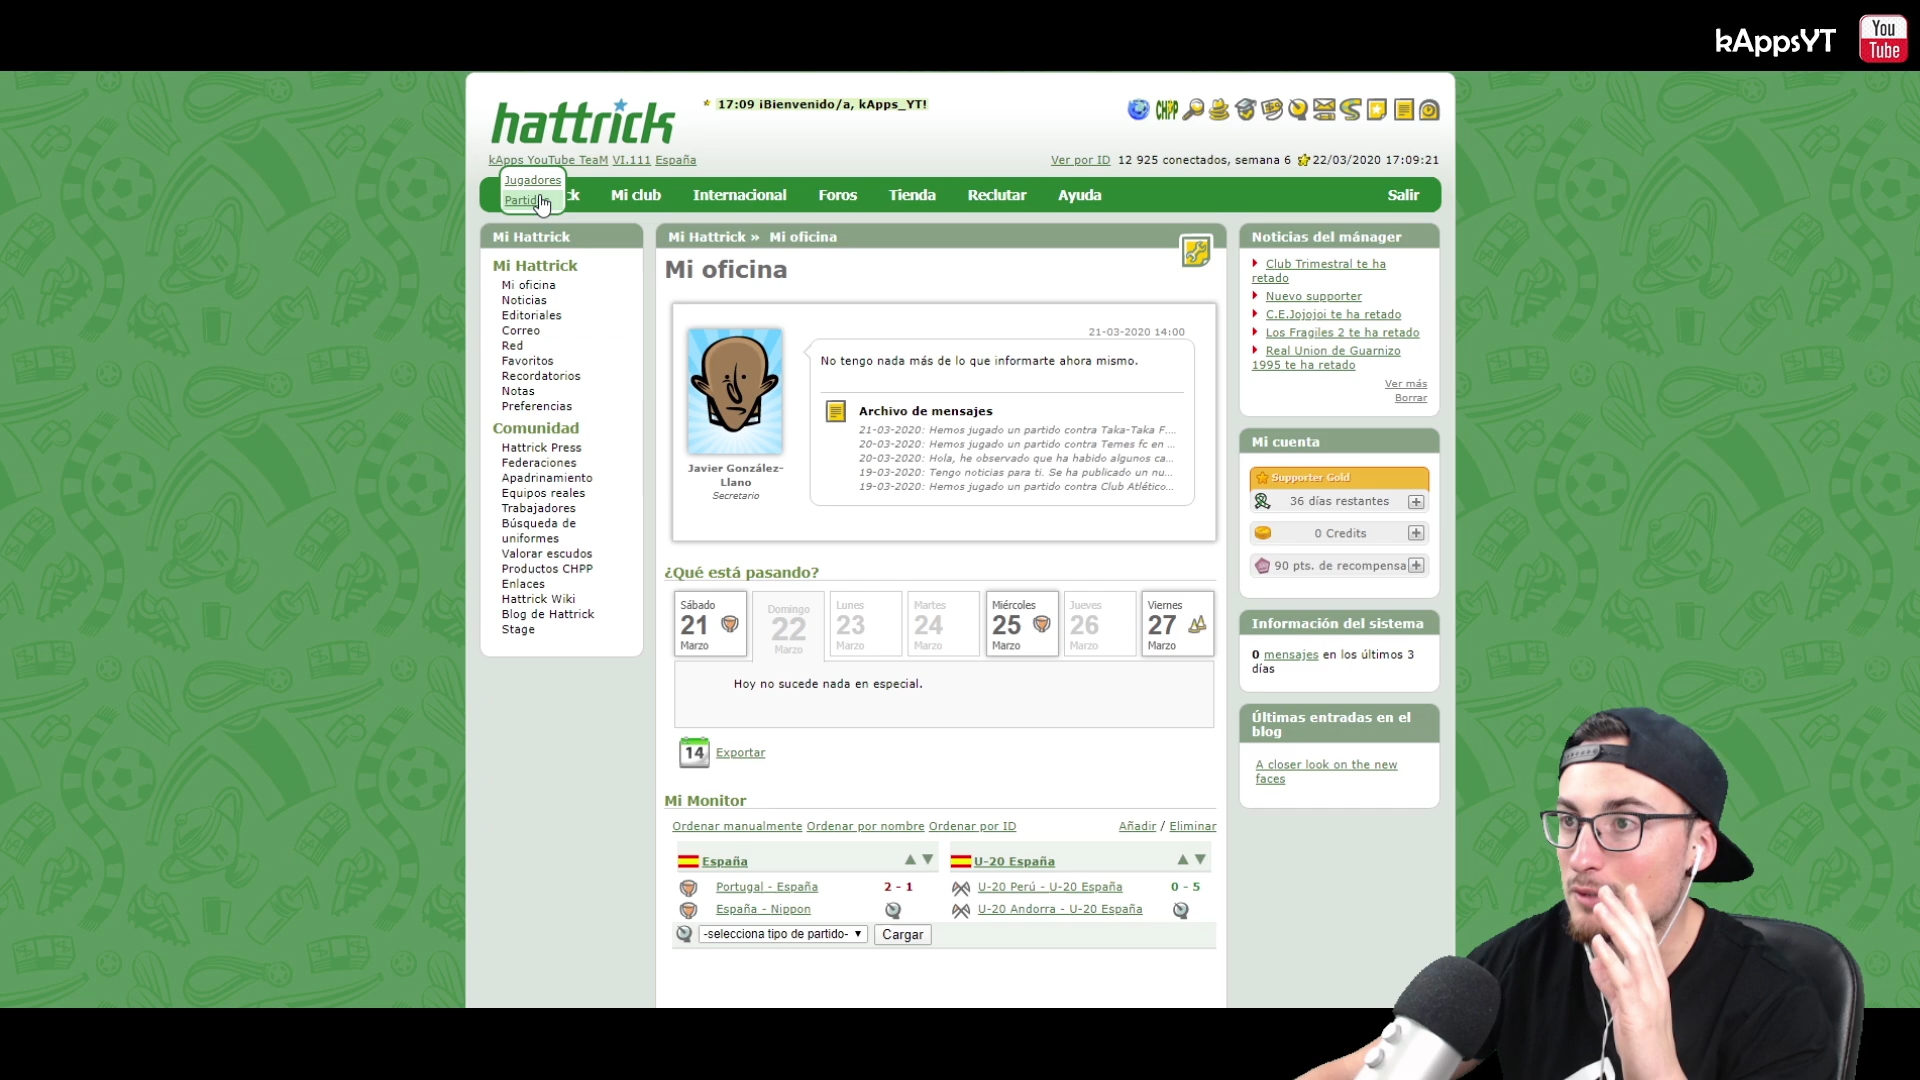 kAppsYT
You
Tube
hattrick
17:09 ¡Bienvenido/a, kApps_YT!
CHPP
kApps YouTube TeaM VI.111 España
Ver por ID 12 925 conectados, semana 6 22/03/2020 17:09:21
Jugadores
Mi club Internacional Foros Tienda Reclutar Ayuda Salir
Mi Hattrick
Mi Hattrick
Mi oficina
Noticias
Editoriales
Correo
Red
Favoritos
Recordatorios
Notas
Preferencias
Comunidad
Hattrick Press
Federaciones
Apadrinamiento
Equipos reales
Trabajadores
Búsqueda de
uniformes
Valorar escudos
Productos CHPP
Enlaces
Hattrick Wiki
Blog de Hattrick
Stage
Mi Hattrick » Mi oficina
Mi oficina
21-03-2020 14:00
No tengo nada más de lo que informarte ahora mismo.
Archivo de mensajes
21-03-2020: Hemos jugado un partido contra Taka-Taka F....
20-03-2020: Hemos jugado un partido contra Temes fc en ...
20-03-2020: Hola, he observado que ha habido algunos ca...
19-03-2020: Tengo noticias para ti. Se ha publicado un nu...
19-03-2020: Hemos jugado un partido contra Club Atlético...
Javier González-
Llano
Secretario
¿Qué está pasando?
Sábado
21
Marzo
Domingo
22
Marzo
Lunes
23
Marzo
Martes
24
Marzo
Miércoles
25
Marzo
Jueves
26
Marzo
Viernes
27
Marzo
Hoy no sucede nada en especial.
14 Exportar
Mi Monitor
Ordenar manualmente Ordenar por nombre Ordenar por ID Añadir / Eliminar
España
Portugal - España 2 - 1
España - Nippon
U-20 España
U-20 Perú - U-20 España 0 - 5
U-20 Andorra - U-20 España
-selecciona tipo de partido- Cargar
Noticias del mánager
Club Trimestral te ha
retado
Nuevo supporter
C.E.Jojojoi te ha retado
Los Fragiles 2 te ha retado
Real Union de Guarnizo
1995 te ha retado
Ver más
Borrar
Mi cuenta
Supporter Gold
36 días restantes
0 Credits
90 pts. de recompensa
Información del sistema
0 mensajes en los últimos 3
días
Últimas entradas en el
blog
A closer look on the new
faces